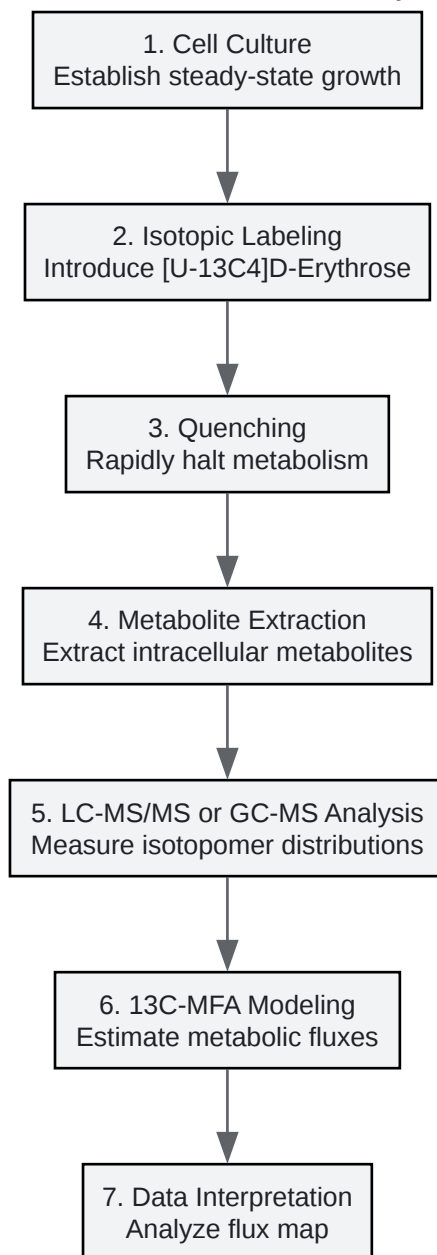 1. Cell Culture
Establish steady-state growth
2. Isotopic Labeling
Introduce [U-13C4]D-Erythrose
3. Quenching
Rapidly halt metabolism
4. Metabolite Extraction
Extract intracellular metabolites
5. LC-MS/MS or GC-MS Analysis
Measure isotopomer distributions
6. 13C-MFA Modeling
Estimate metabolic fluxes
7. Data Interpretation
Analyze flux map